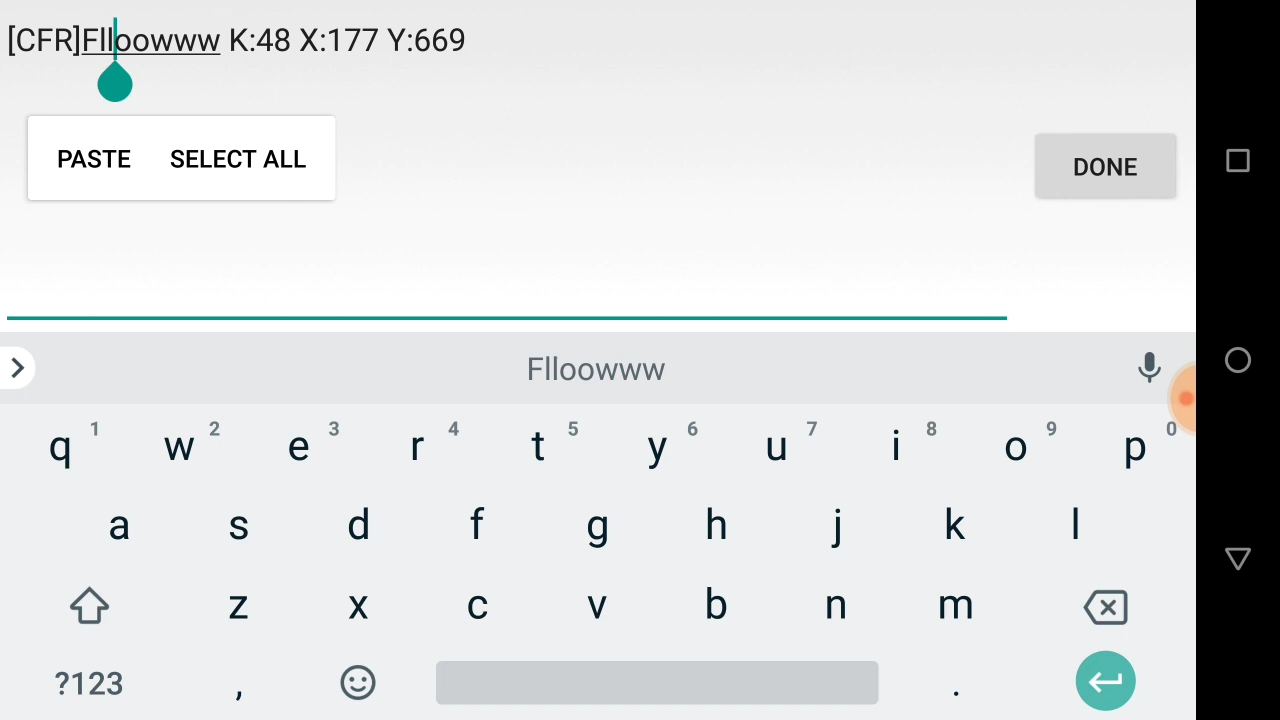 [CFR]Flloowww K:48 X:177 Y:669
PASTE SELECT ALL
DONE
Flloowww
q 1 w 2 e 3 r 4 t 5 y 6 u 7 i 8 o 9 p 0
a s d f g h j k l
z x c v b n m
?123 , .